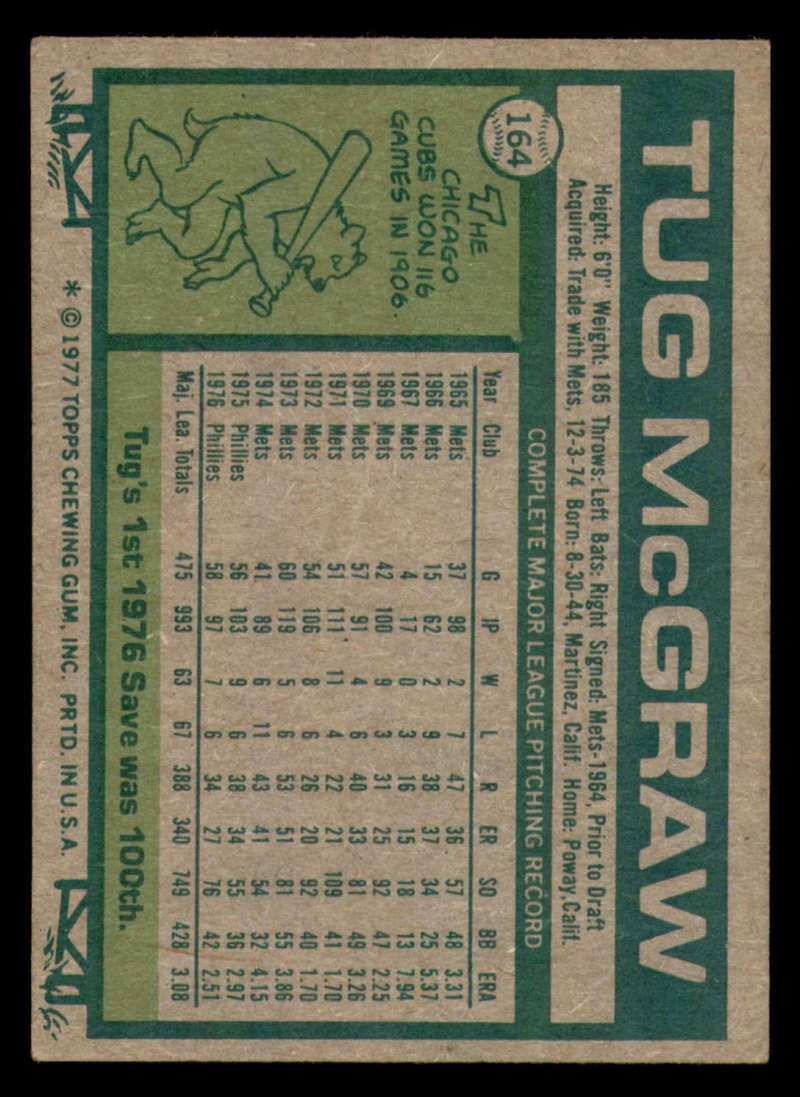 164
TUG McGRAW
Height: 6'0" Weight: 185 Throws: Left Bats: Right Signed: Mets-1964, Prior to Draft
Acquired: Trade with Mets, 12-3-74 Born: 8-30-44, Martinez, Calif. Home: Poway, Calif.
COMPLETE MAJOR LEAGUE PITCHING RECORD
THE
CHICAGO
CUBS WON 116
GAMES IN 1906.
Year Club G IP W L R ER SO BB ERA
1965 Mets 37 98 2 7 47 36 57 48 3.31
1966 Mets 15 62 2 9 38 37 34 25 5.37
1967 Mets 4 17 0 3 16 15 18 13 7.94
1969 Mets 42 100 9 3 31 25 92 47 2.25
1970 Mets 57 91 4 6 40 33 81 49 3.26
1971 Mets 51 111 11 4 22 21 109 41 1.70
1972 Mets 54 106 8 6 26 20 92 40 1.70
1973 Mets 60 119 5 6 53 51 81 55 3.86
1974 Mets 41 89 6 11 43 41 54 32 4.15
1975 Phillies 56 103 9 6 38 34 55 36 2.97
1976 Phillies 58 97 7 6 34 27 76 42 2.51
Maj. Lea. Totals 475 993 63 67 388 340 749 428 3.08
Tug's 1st 1976 Save was 100th.
* © 1977 TOPPS CHEWING GUM, INC. PRTD. IN U.S.A.